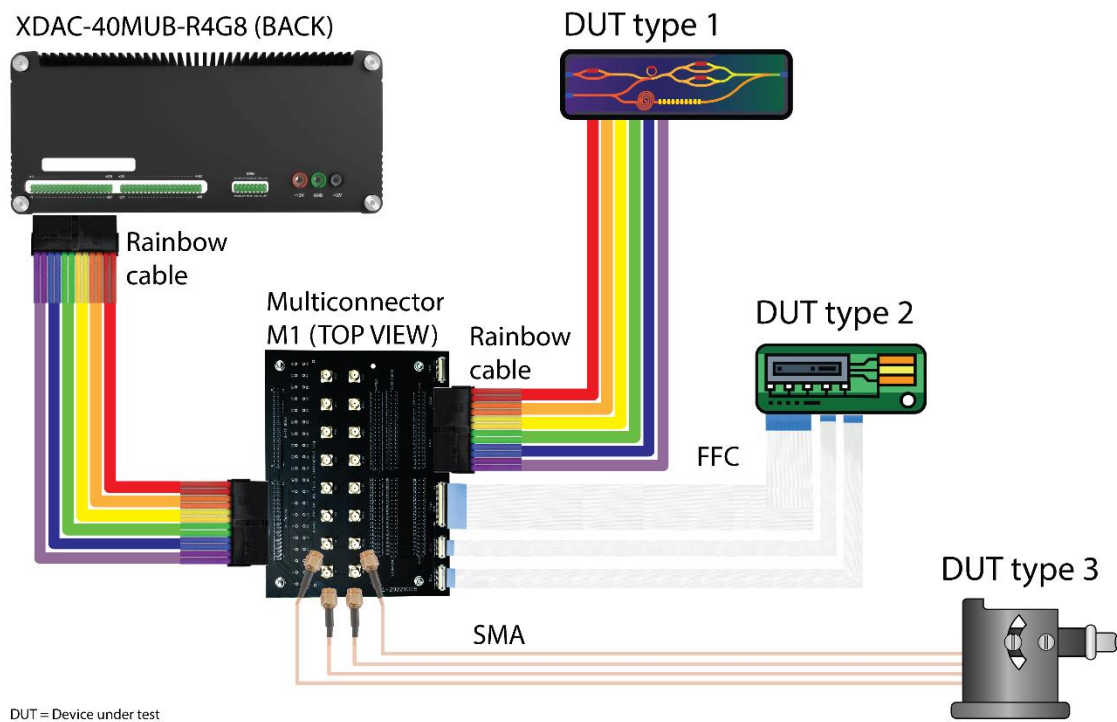 XDAC-40MUB-R4G8 (BACK)
DUT type 1
Rainbow
cable
Multiconnector
M1 (TOP VIEW)
Rainbow
cable
DUT type 2
FFC
DUT type 3
SMA
DUT = Device under test